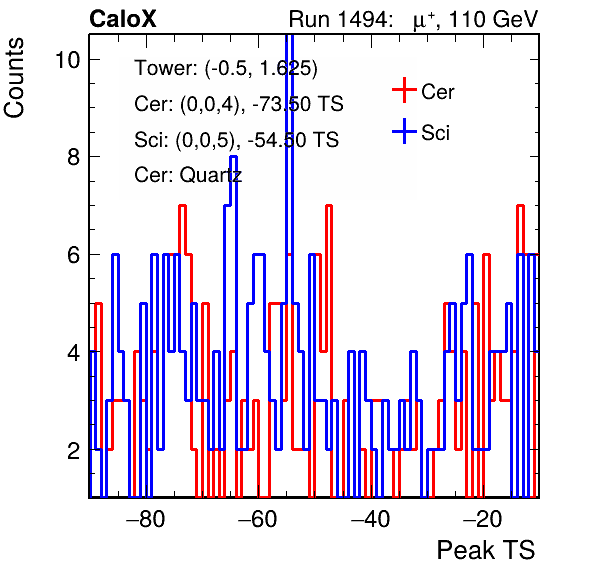 CaloX
Run 1494: μ⁺, 110 GeV
Counts
Tower: (-0.5, 1.625)
Cer: (0,0,4), -73.50 TS
Sci: (0,0,5), -54.50 TS
Cer: Quartz
Cer
Sci
10
8
6
4
2
−80 −60 −40 −20
Peak TS